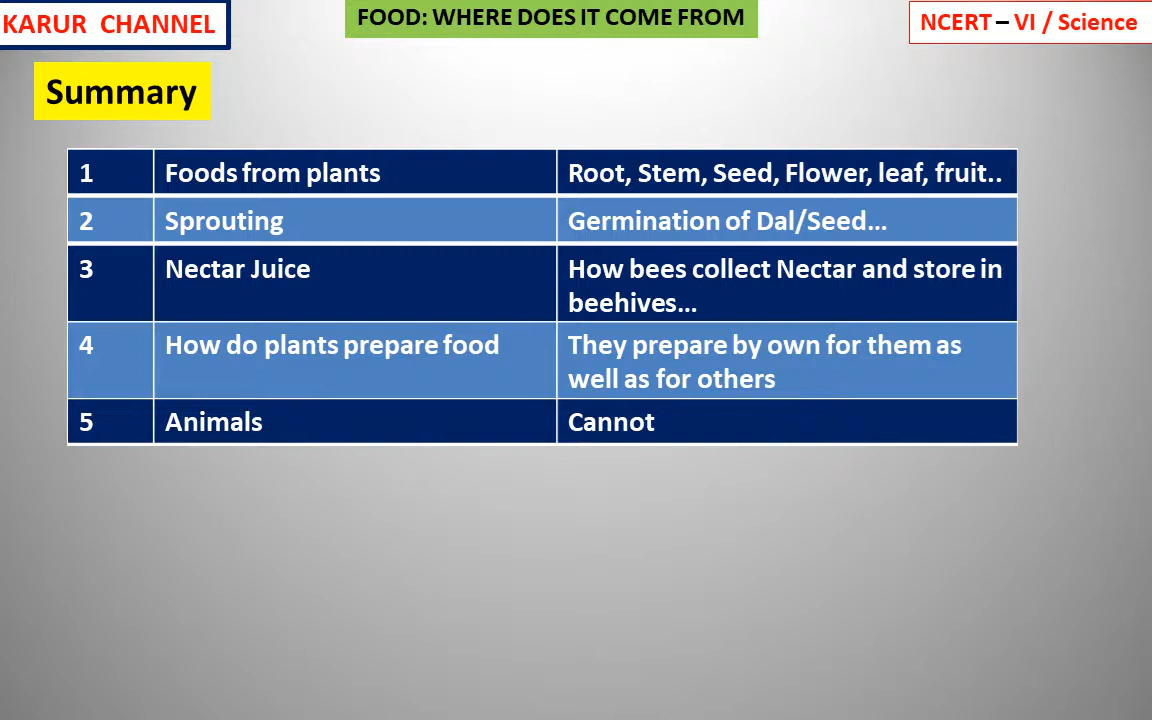 KARUR CHANNEL
FOOD: WHERE DOES IT COME FROM
NCERT – VI / Science
Summary
1 Foods from plants Root, Stem, Seed, Flower, leaf, fruit..
2 Sprouting Germination of Dal/Seed...
3 Nectar Juice How bees collect Nectar and store in
beehives...
4 How do plants prepare food They prepare by own for them as
well as for others
5 Animals Cannot